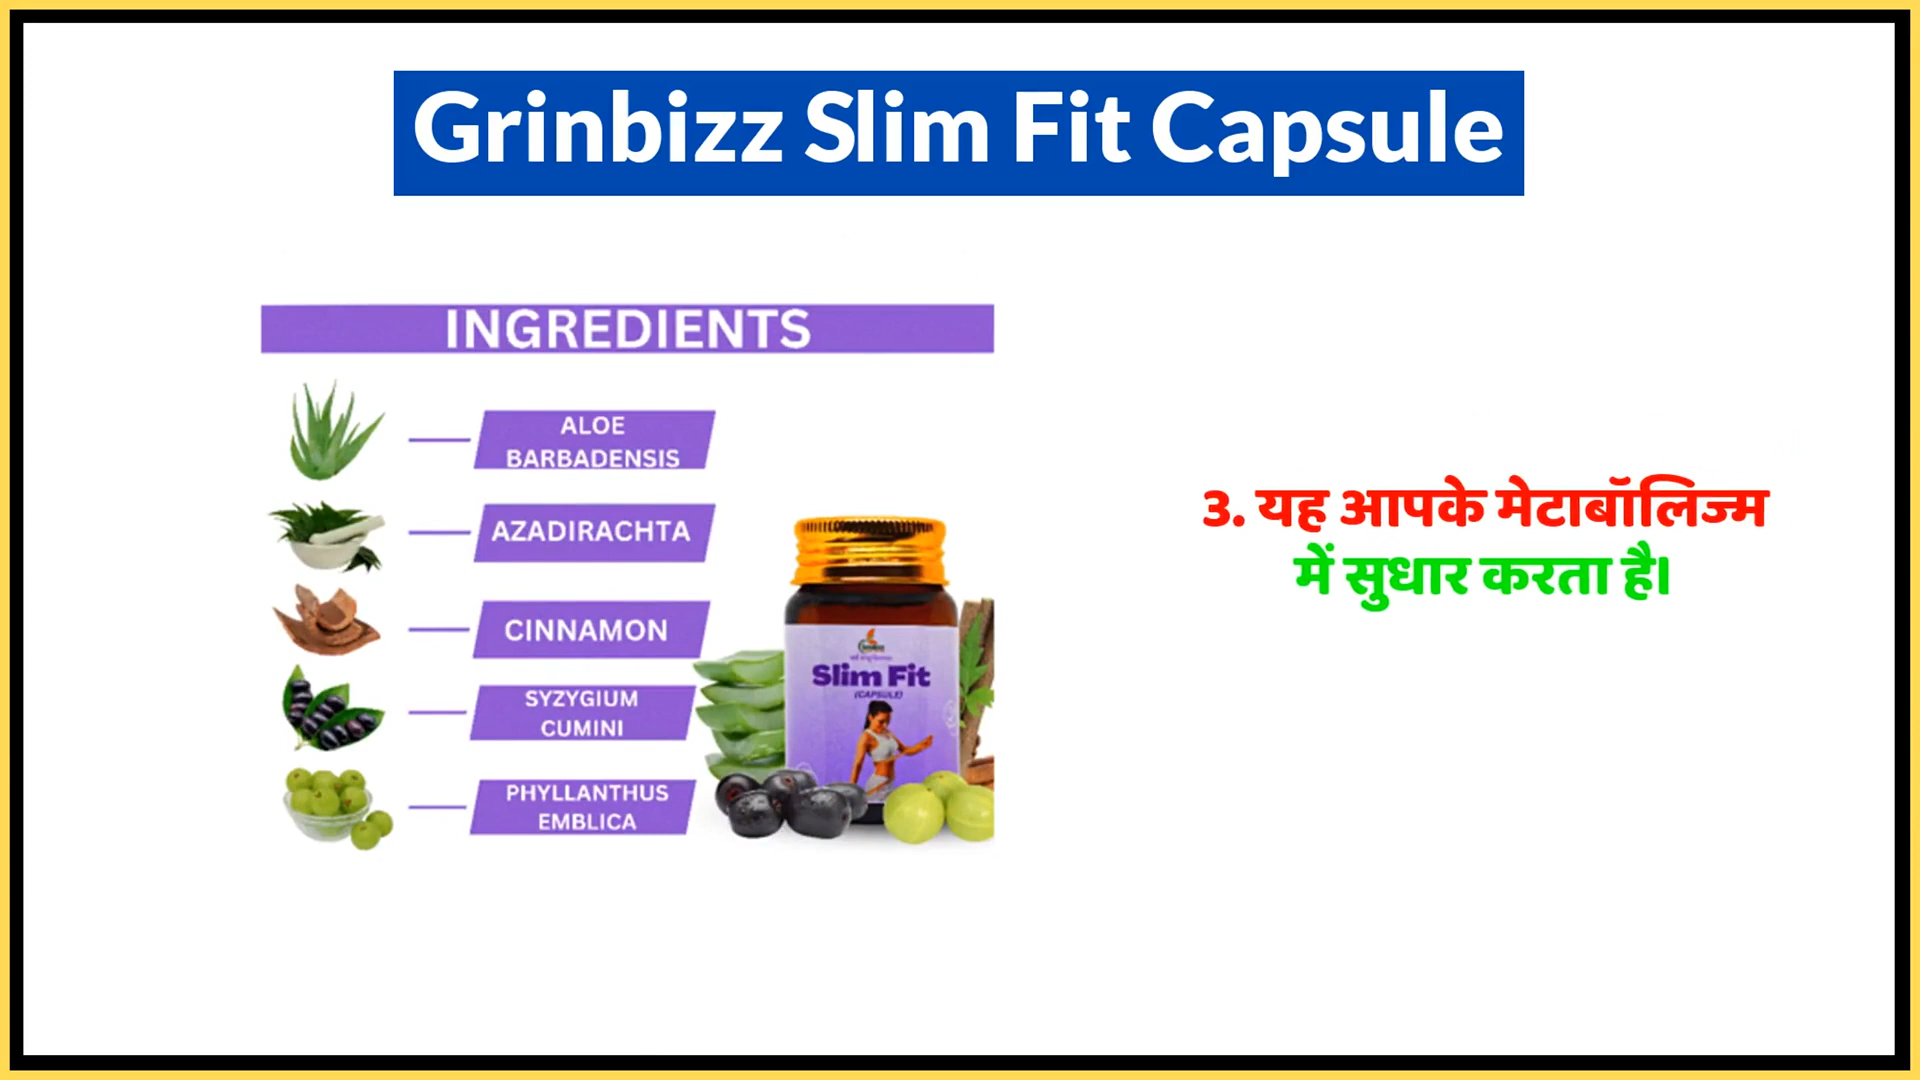 Grinbizz Slim Fit Capsule
INGREDIENTS
ALOE
BARBADENSIS
AZADIRACHTA
CINNAMON
SYZYGIUM
CUMINI
PHYLLANTHUS
EMBLICA
Slim Fit
(CAPSULE)
3. यह आपके मेटाबॉलिज्म
में सुधार करता है।